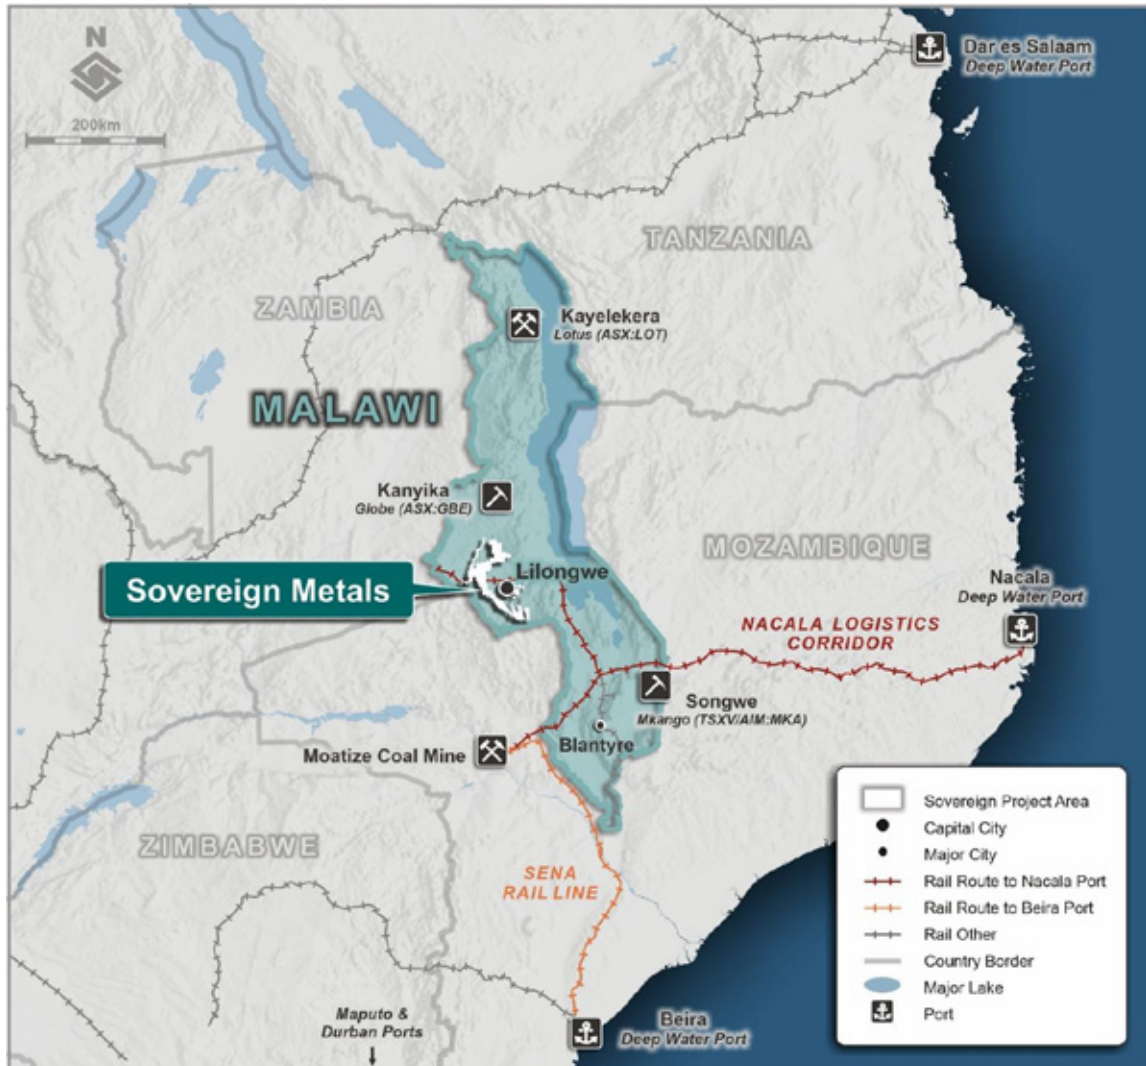 N
200km
Dar es Salaam
Deep Water Port
TANZANIA
ZAMBIA
Kayelekera
Lotus (ASX:LOT)
MALAWI
Kanyika
Globe (ASX:GBE)
MOZAMBIQUE
Sovereign Metals
Lilongwe
Nacala
Deep Water Port
NACALA LOGISTICS
CORRIDOR
Songwe
Mkango (TSXV/AIM:MKA)
Blantyre
Moatize Coal Mine
ZIMBABWE
SENA
RAIL LINE
Maputo &
Durban Ports
Beira
Deep Water Port
Sovereign Project Area
Capital City
Major City
Rail Route to Nacala Port
Rail Route to Beira Port
Rail Other
Country Border
Major Lake
Port